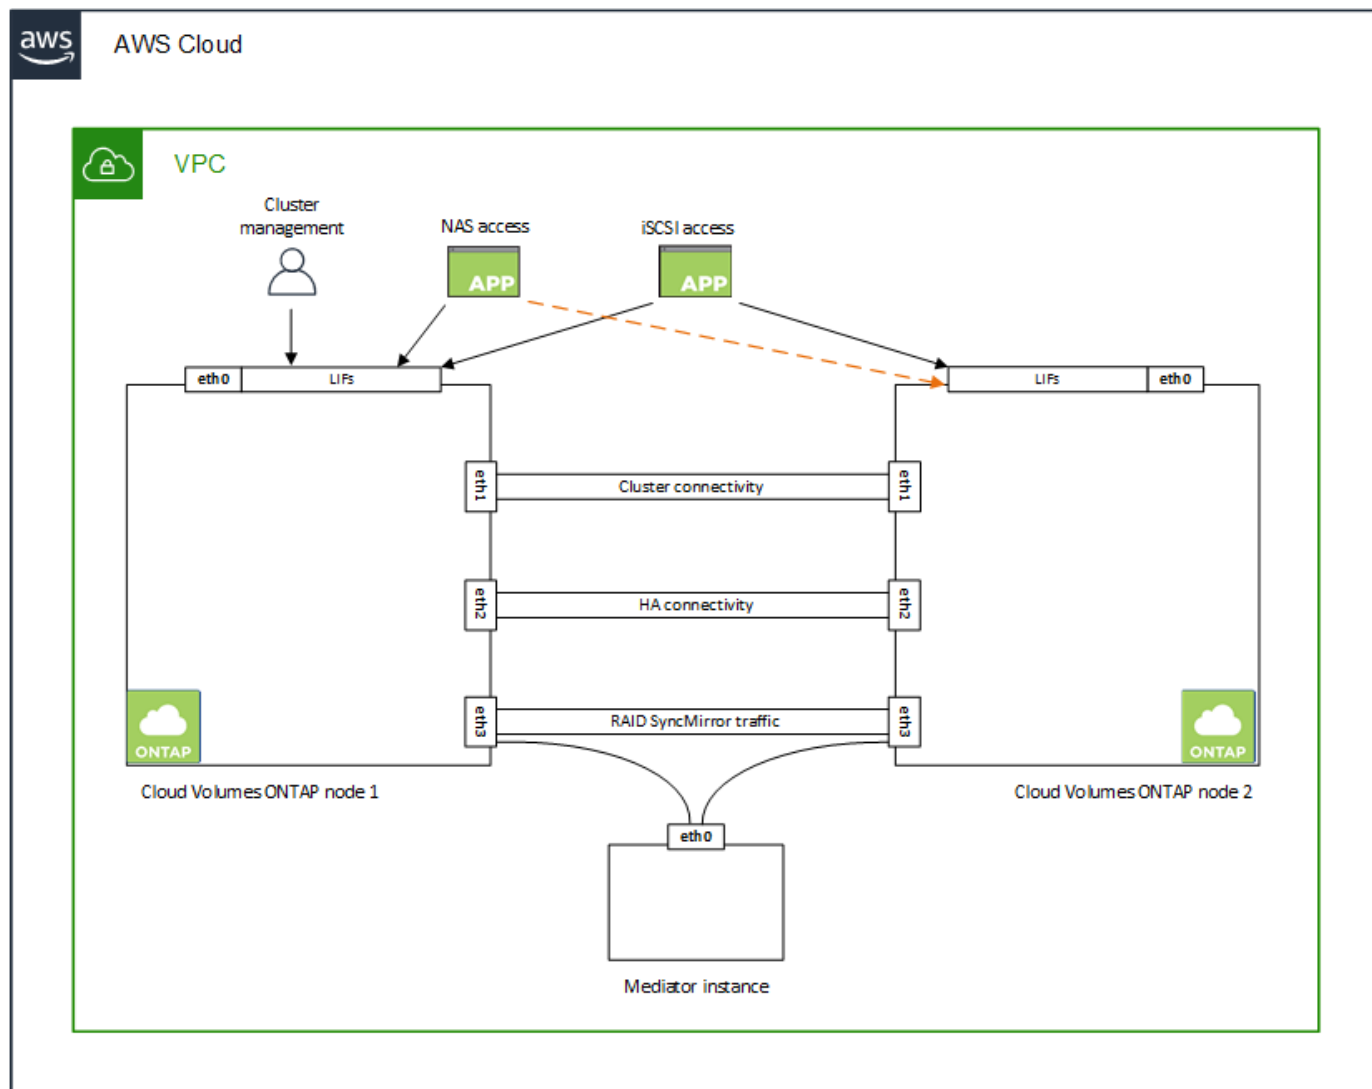 aws
AWS Cloud
VPC
Cluster
management
NAS access
iSCSI access
APP
APP
eth0
LIFs
LIFs
eth0
eth1
Cluster connectivity
eth1
eth2
HA connectivity
eth2
eth3
RAID SyncMirror traffic
eth3
ONTAP
ONTAP
Cloud Volumes ONTAP node 1
Cloud Volumes ONTAP node 2
eth0
Mediator instance